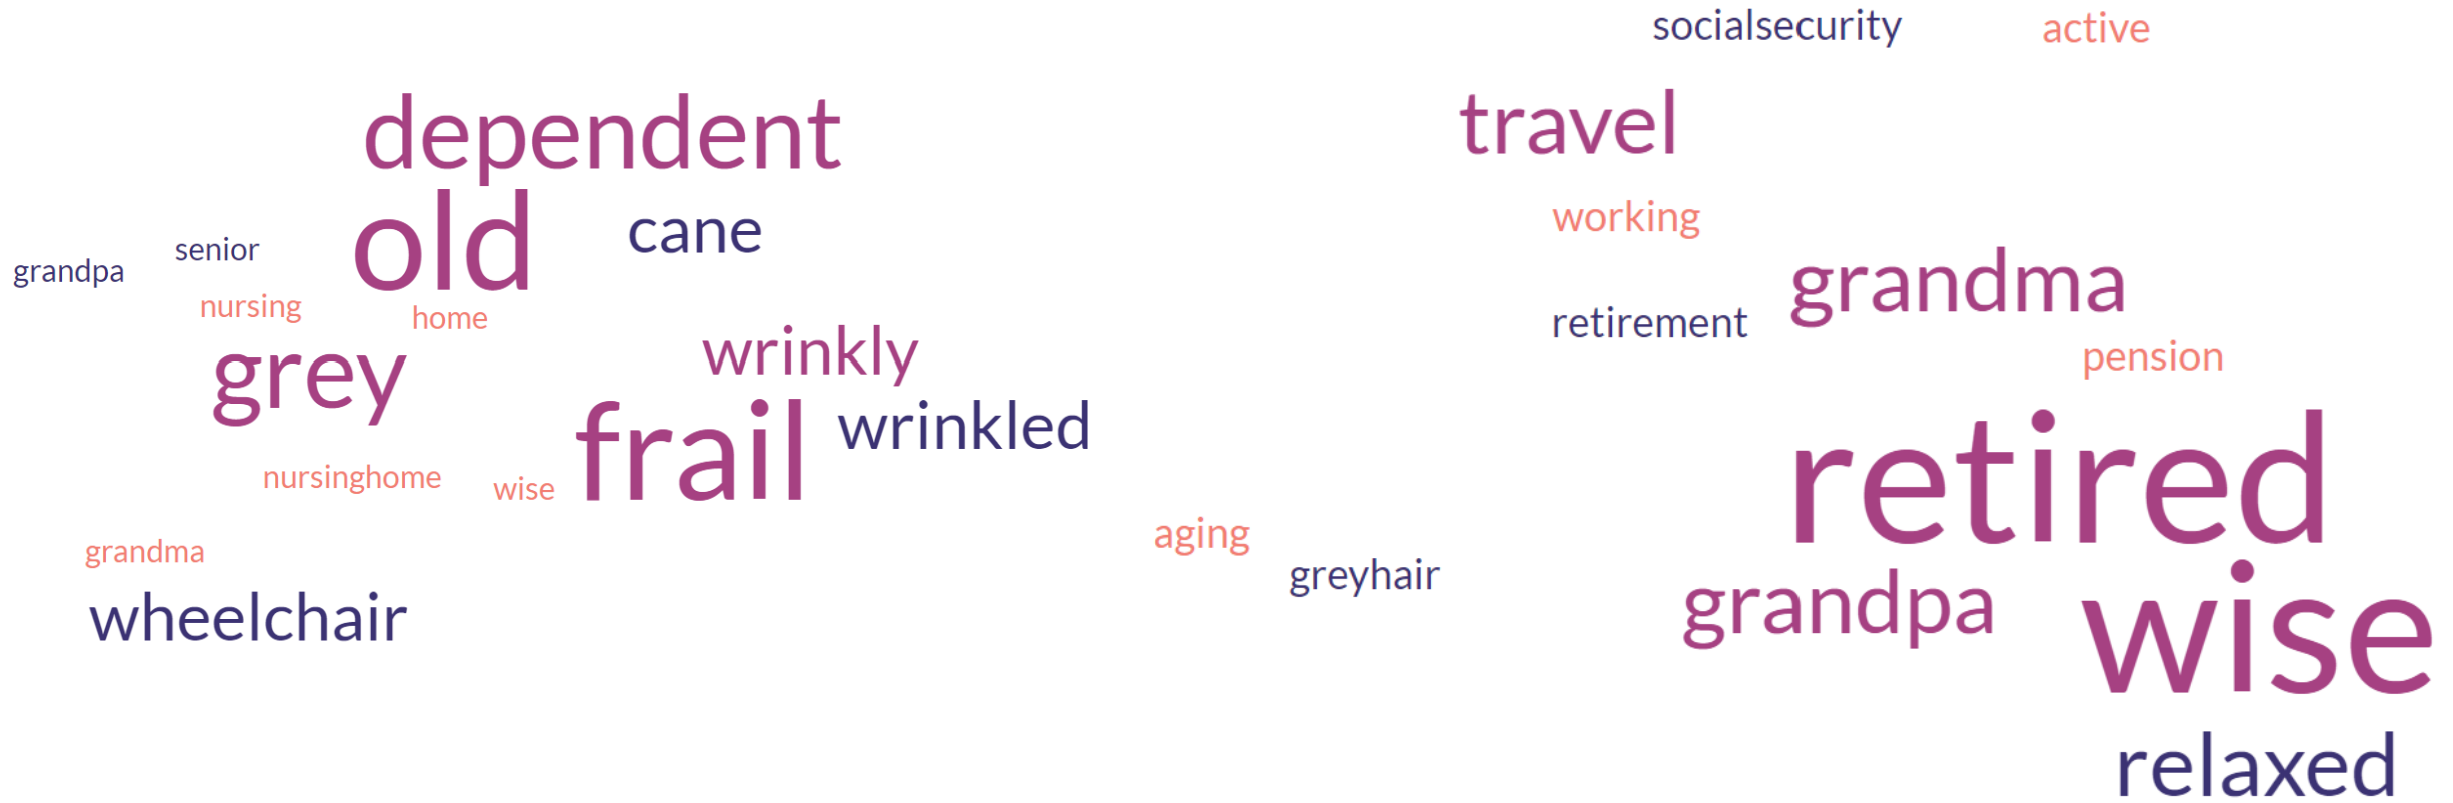 dependent
old
cane
senior
grandpa
nursing
home
grey
wrinkly
frail
wrinkled
nursinghome
wise
grandma
wheelchair
socialsecurity
active
travel
working
grandma
retirement
pension
retired
aging
greyhair
grandpa
wise
relaxed